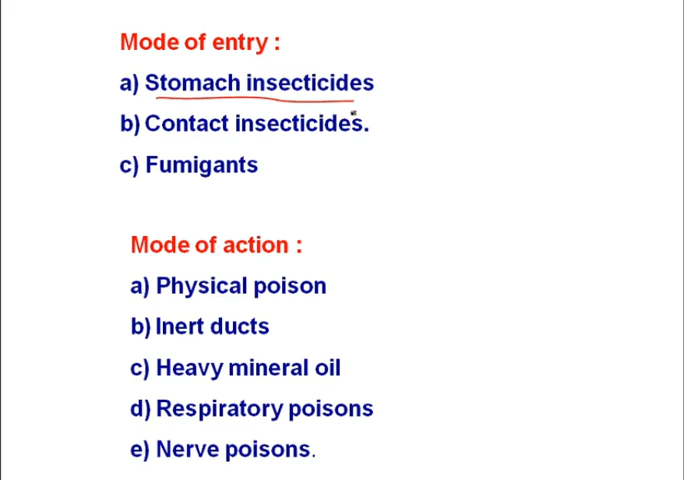 Mode of entry :
a) Stomach insecticides
b) Contact insecticides.
c) Fumigants
Mode of action :
a) Physical poison
b) Inert ducts
c) Heavy mineral oil
d) Respiratory poisons
e) Nerve poisons.